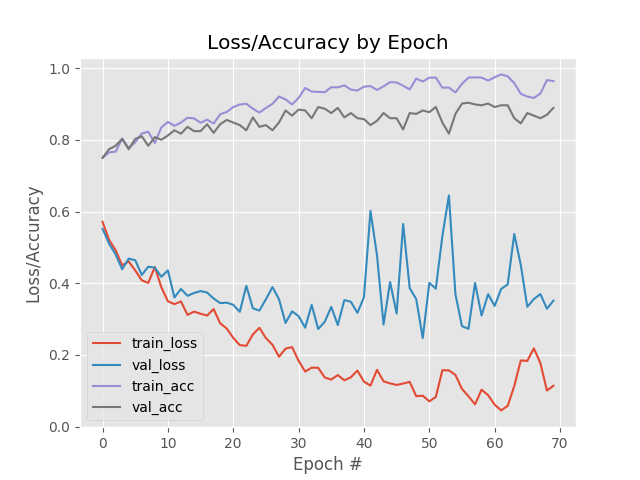 Loss/Accuracy by Epoch
1.0
0.8
0.6
0.4
0.2
0.0
Loss/Accuracy
train_loss
val_loss
train_acc
val_acc
0 10 20 30 40 50 60 70
Epoch #